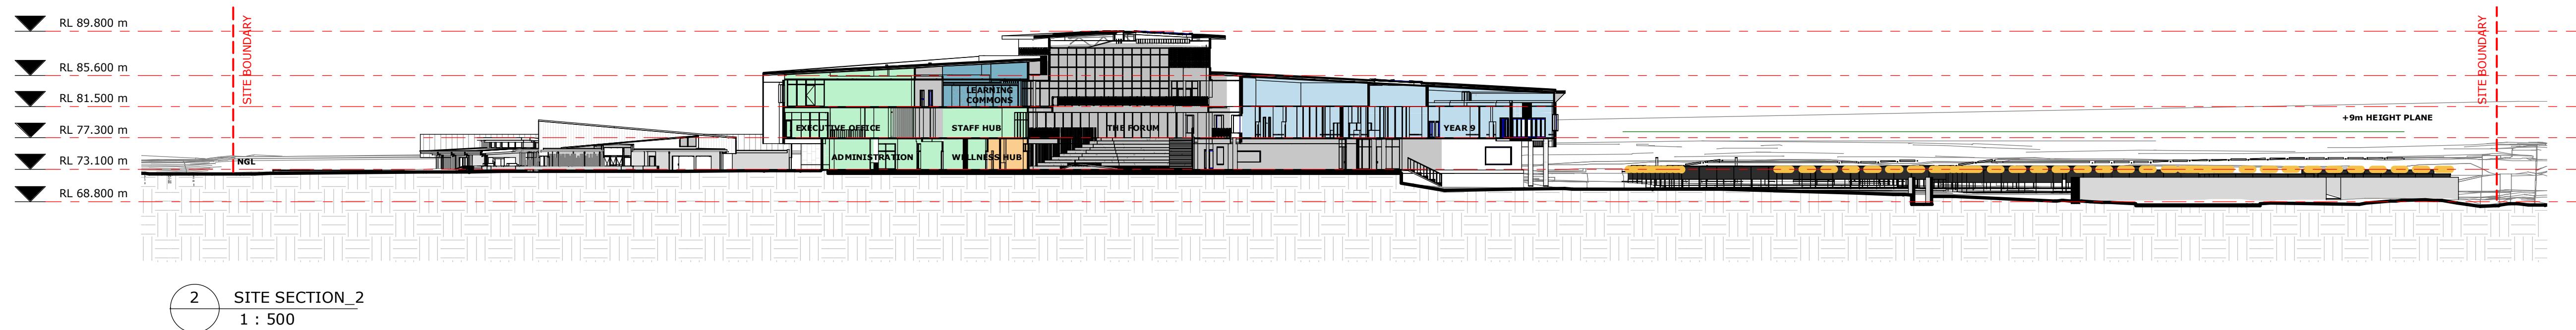 RL 89.800 m
SITE BOUNDARY
SITE BOUNDARY
RL 85.600 m
LEARNING
COMMONS
RL 81.500 m
+9m HEIGHT PLANE
RL 77.300 m
EXECUTIVE OFFICE
STAFF HUB
THE FORUM
YEAR 9
RL 73.100 m
NGL
ADMINISTRATION
WELLNESS HUB
RL 68.800 m
2
SITE SECTION_2
1 : 500